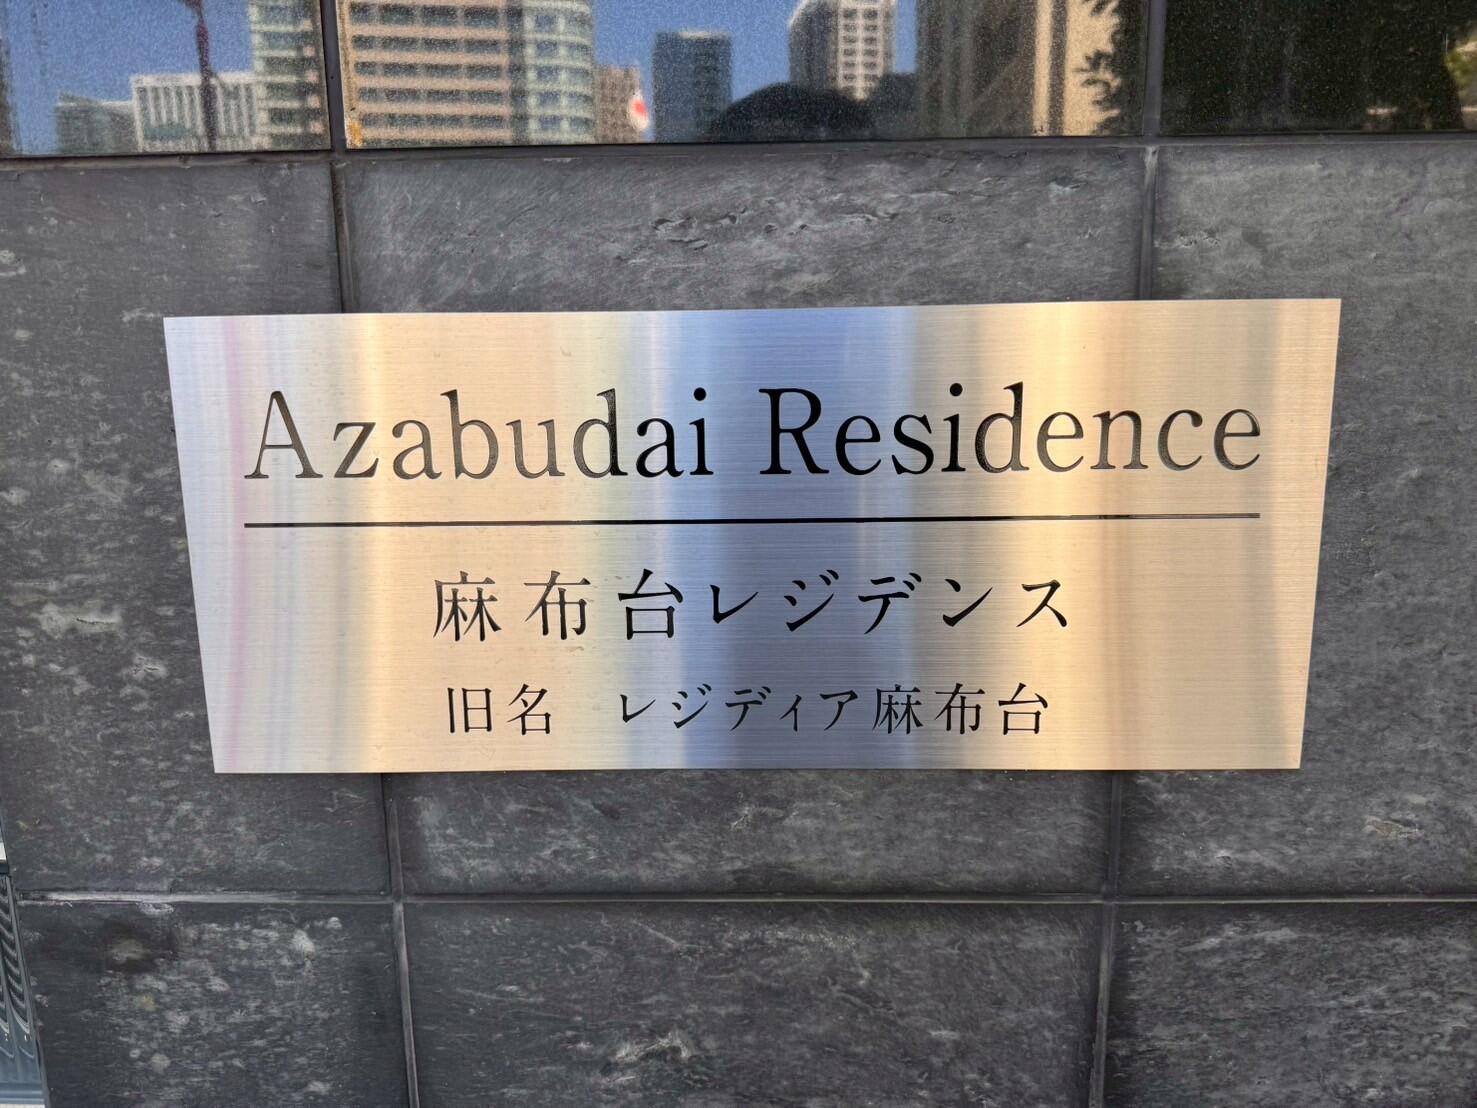 Azabudai Residence
麻布台レジデンス
旧名　レジディア麻布台